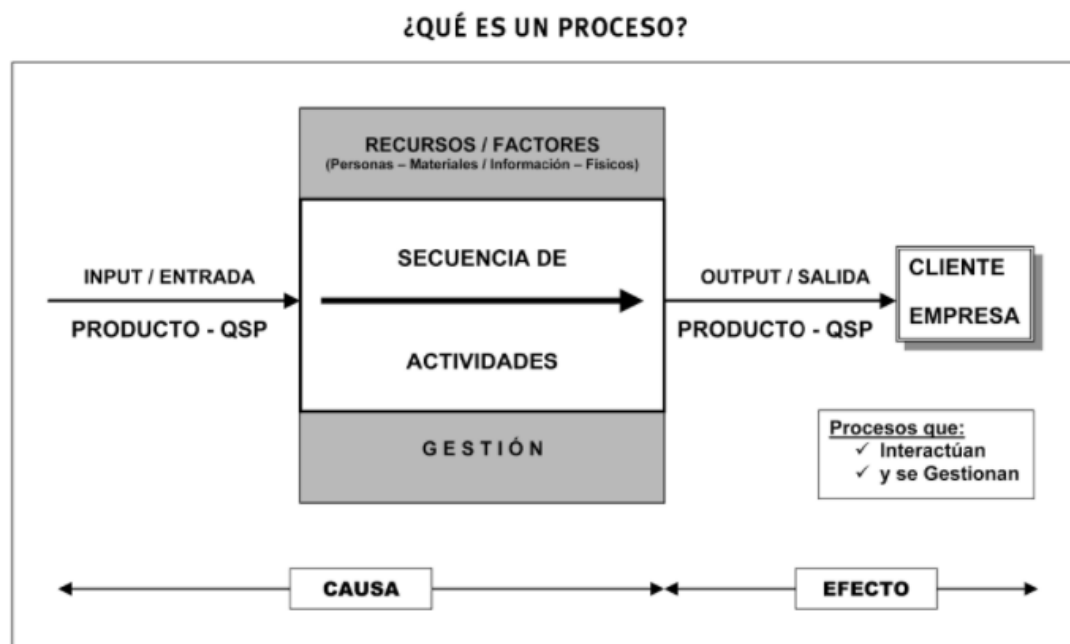 ¿QUÉ ES UN PROCESO?
RECURSOS / FACTORES
(Personas – Materiales / Información – Físicos)
SECUENCIA DE
ACTIVIDADES
GESTIÓN
INPUT / ENTRADA
PRODUCTO - QSP
OUTPUT / SALIDA
PRODUCTO - QSP
CLIENTE
EMPRESA
Procesos que:
✓ Interactúan
✓ y se Gestionan
CAUSA
EFECTO